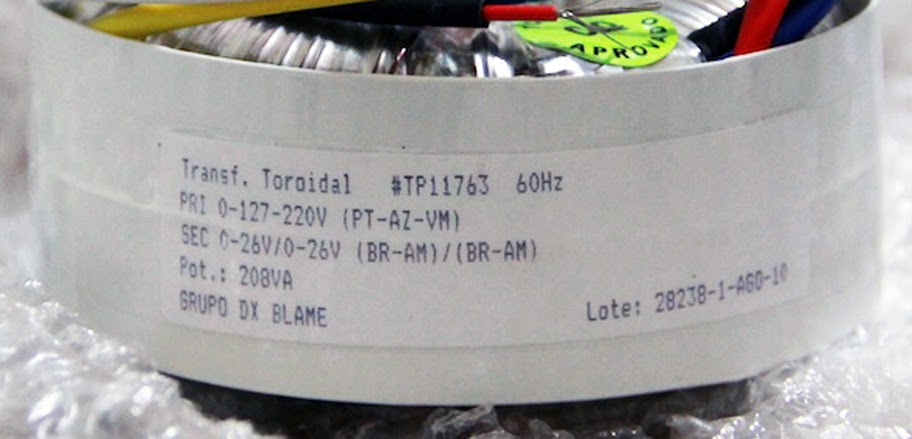 APROVADO
Transf. Toroidal #TP11763 60Hz
PRI 0-127-220V (PT-AZ-VM)
SEC 0-26V/0-26V (BR-AM)/(BR-AM)
Pot.: 208VA
GRUPO DX BLAME
Lote: 28238-1-AGO-10